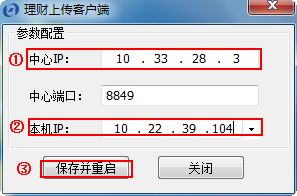 理财上传客户端
参数配置
① 中心IP: 10 . 33 . 28 . 3
中心端口: 8849
② 本机IP: 10 . 22 . 39 .104
③ 保存并重启 关闭